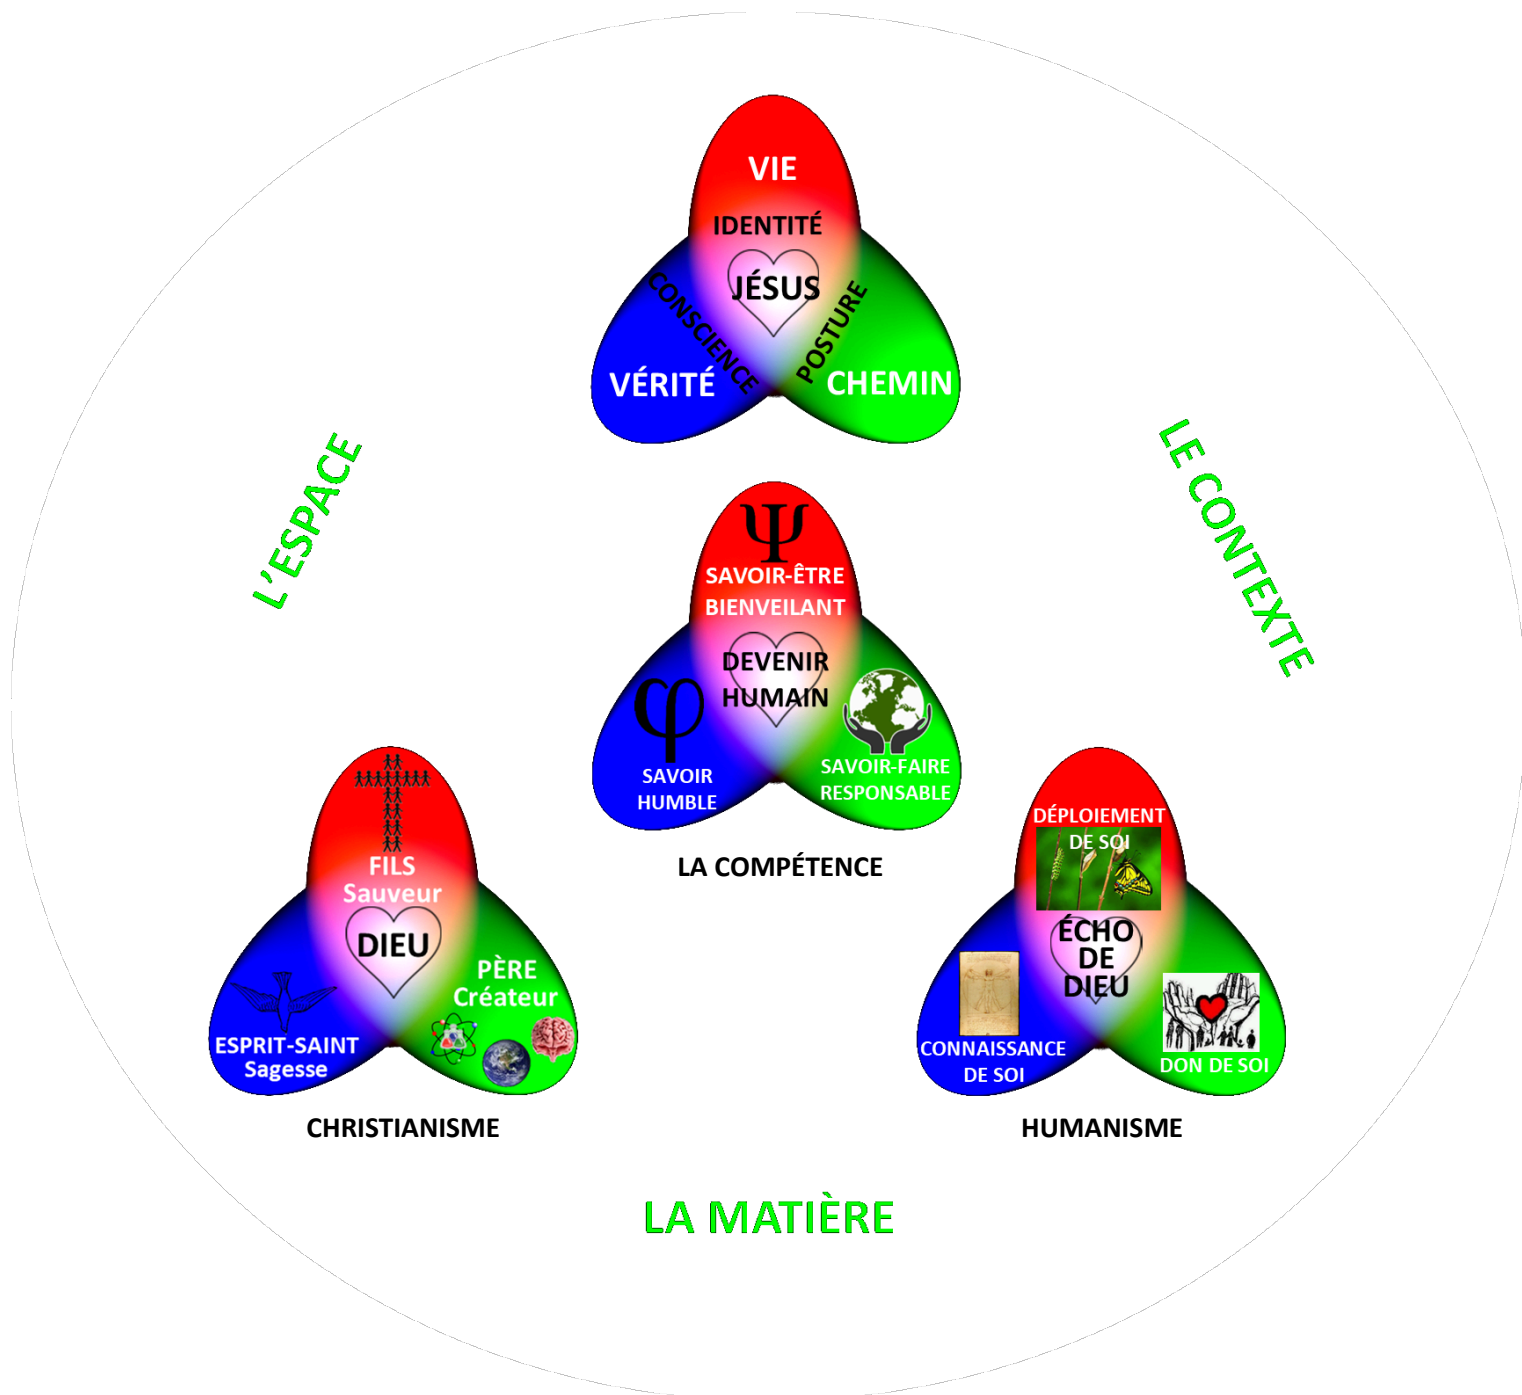 VIE
IDENTITÉ
JÉSUS
CONSCIENCE
POSTURE
VÉRITÉ
CHEMIN
L'ESPACE
LE CONTEXTE
Ψ
SAVOIR-ÊTRE
BIENVEILANT
DEVENIR
HUMAIN
φ
SAVOIR
HUMBLE
SAVOIR-FAIRE
RESPONSABLE
LA COMPÉTENCE
FILS
Sauveur
DIEU
PÈRE
Créateur
ESPRIT-SAINT
Sagesse
CHRISTIANISME
DÉPLOIEMENT
DE SOI
ÉCHO
DE
DIEU
CONNAISSANCE
DE SOI
DON DE SOI
HUMANISME
LA MATIÈRE